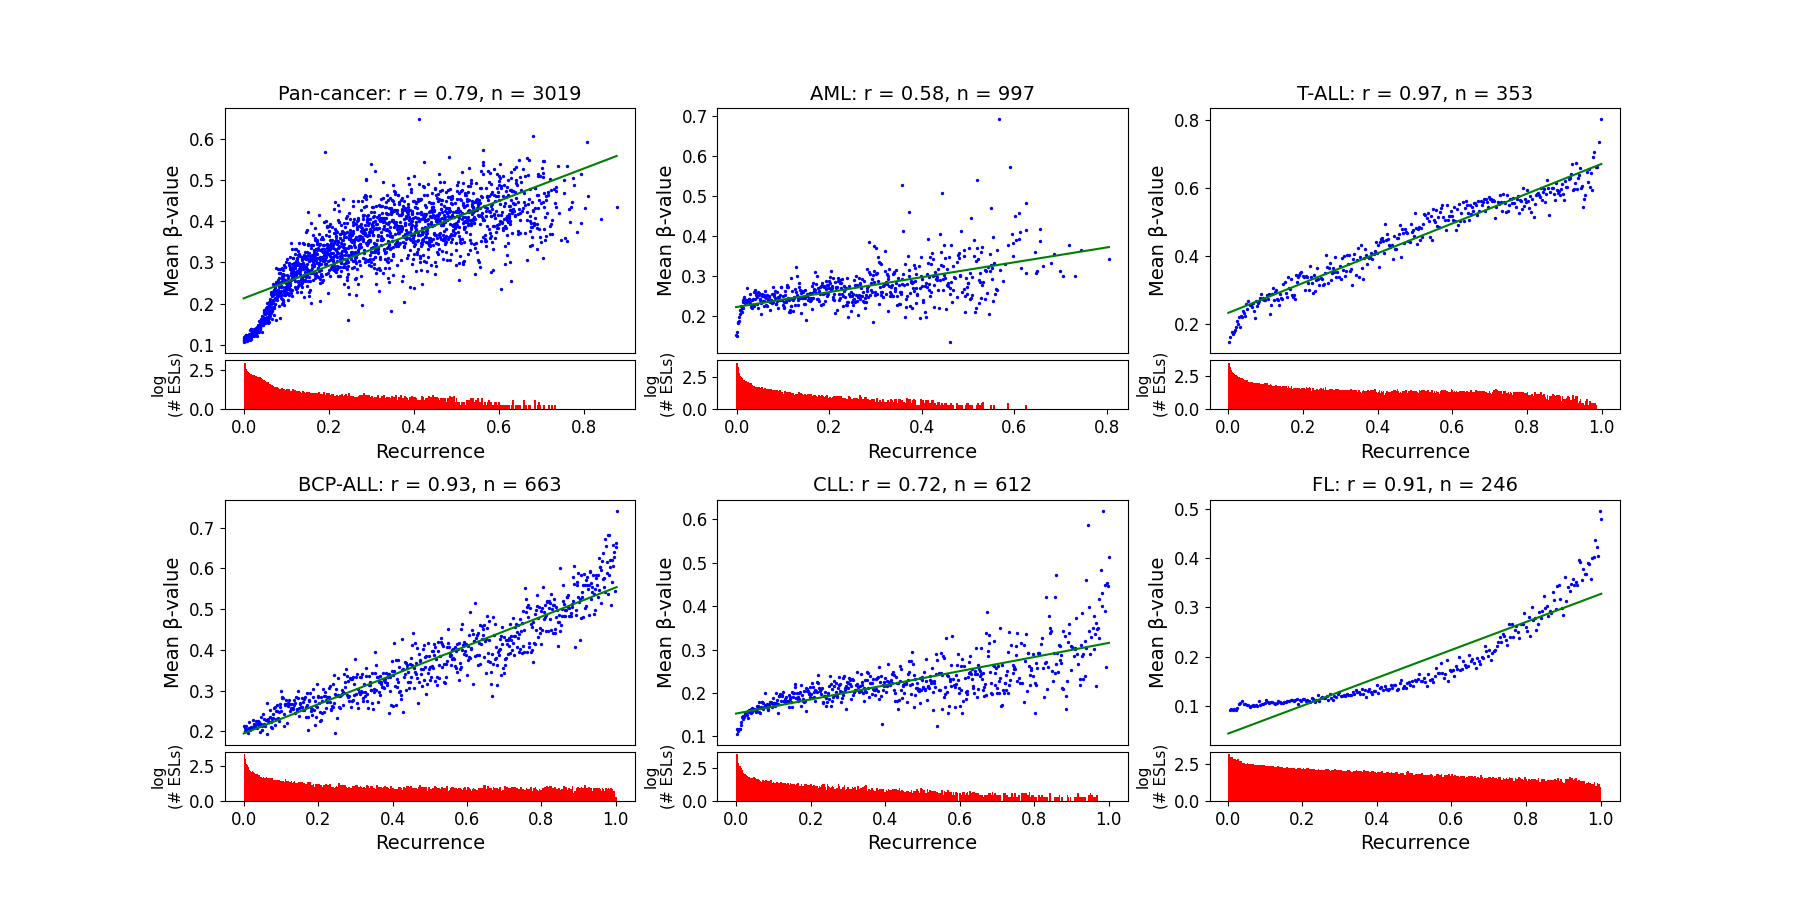 Pan-cancer: r = 0.79, n = 3019
Mean β-value
0.6
0.5
0.4
0.3
0.2
0.1
log
(# ESLs)
2.5
0.0
0.0 0.2 0.4 0.6 0.8
Recurrence
AML: r = 0.58, n = 997
Mean β-value
0.7
0.6
0.5
0.4
0.3
0.2
log
(# ESLs)
2.5
0.0
0.0 0.2 0.4 0.6 0.8
Recurrence
T-ALL: r = 0.97, n = 353
Mean β-value
0.8
0.6
0.4
0.2
log
(# ESLs)
2.5
0.0
0.0 0.2 0.4 0.6 0.8 1.0
Recurrence
BCP-ALL: r = 0.93, n = 663
Mean β-value
0.7
0.6
0.5
0.4
0.3
0.2
log
(# ESLs)
2.5
0.0
0.0 0.2 0.4 0.6 0.8 1.0
Recurrence
CLL: r = 0.72, n = 612
Mean β-value
0.6
0.5
0.4
0.3
0.2
0.1
log
(# ESLs)
2.5
0.0
0.0 0.2 0.4 0.6 0.8 1.0
Recurrence
FL: r = 0.91, n = 246
Mean β-value
0.5
0.4
0.3
0.2
0.1
log
(# ESLs)
2.5
0.0
0.0 0.2 0.4 0.6 0.8 1.0
Recurrence